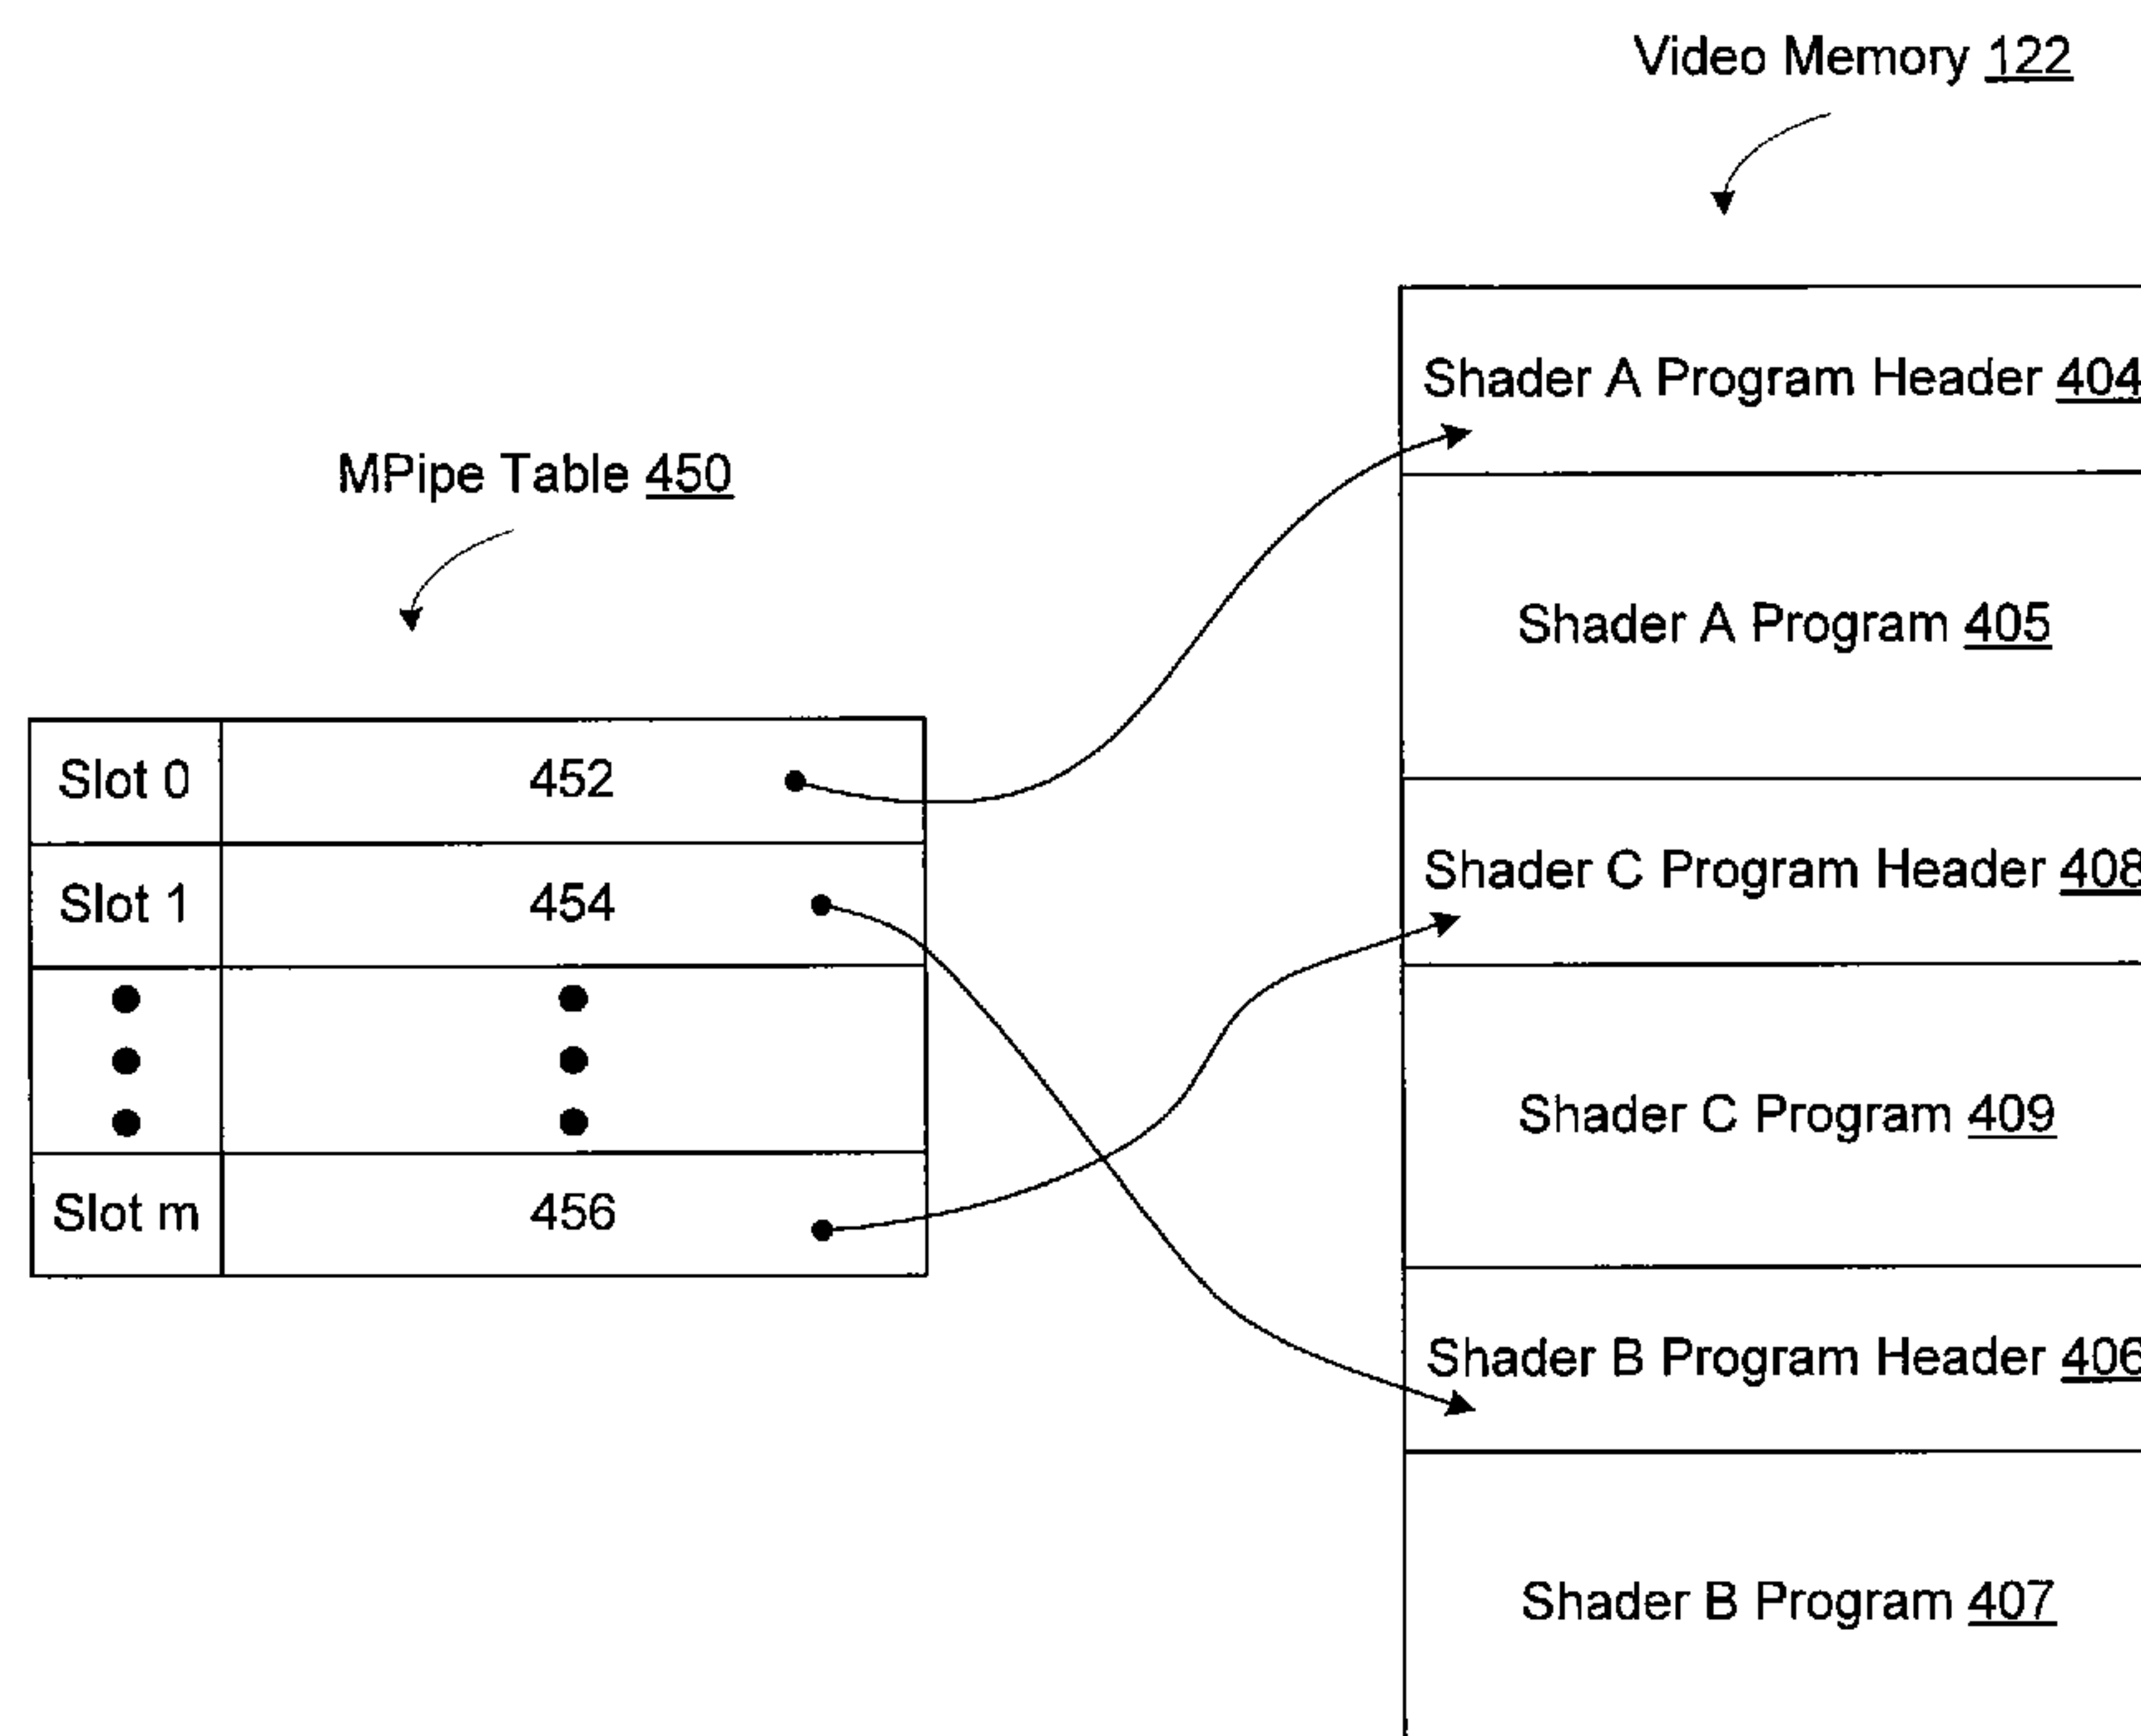 Video Memory 122
MPipe Table 450
Slot 0 452
Slot 1 454
Slot m 456
Shader A Program Header 404
Shader A Program 405
Shader C Program Header 408
Shader C Program 409
Shader B Program Header 406
Shader B Program 407